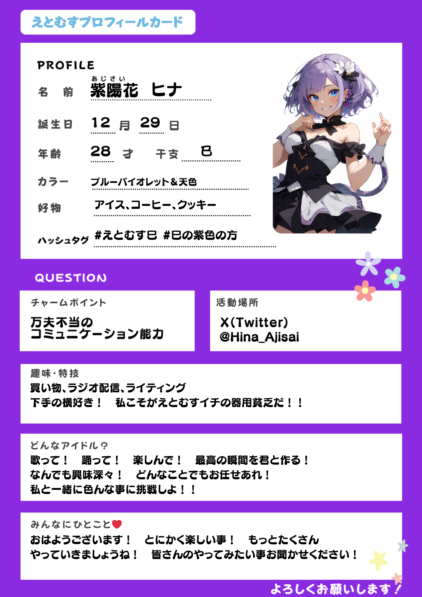 えとむすプロフィールカード
PROFILE
あじさい
名 前 紫陽花 ヒナ
誕生日 12 月 29 日
年齢 28 才 干支 巳
カラー ブルーバイオレット＆天色
好物 アイス、コーヒー、クッキー
ハッシュタグ #えとむす巳 #巳の紫色の方
QUESTION
チャームポイント
万夫不当の
コミュニケーション能力
活動場所
X(Twitter)
@Hina_Ajisai
趣味・特技
買い物、ラジオ配信、ライティング
下手の横好き！ 私こそがえとむすイチの器用貧乏だ！！
どんなアイドル？
歌って！ 踊って！ 楽しんで！ 最高の瞬間を君と作る！
なんでも興味深々！ どんなことでもお任せあれ！
私と一緒に色んな事に挑戦しよ！！
みんなにひとこと❤
おはようございます！ とにかく楽しい事！ もっとたくさん
やっていきましょうね！ 皆さんのやってみたい事お聞かせください！
よろしくお願いします！